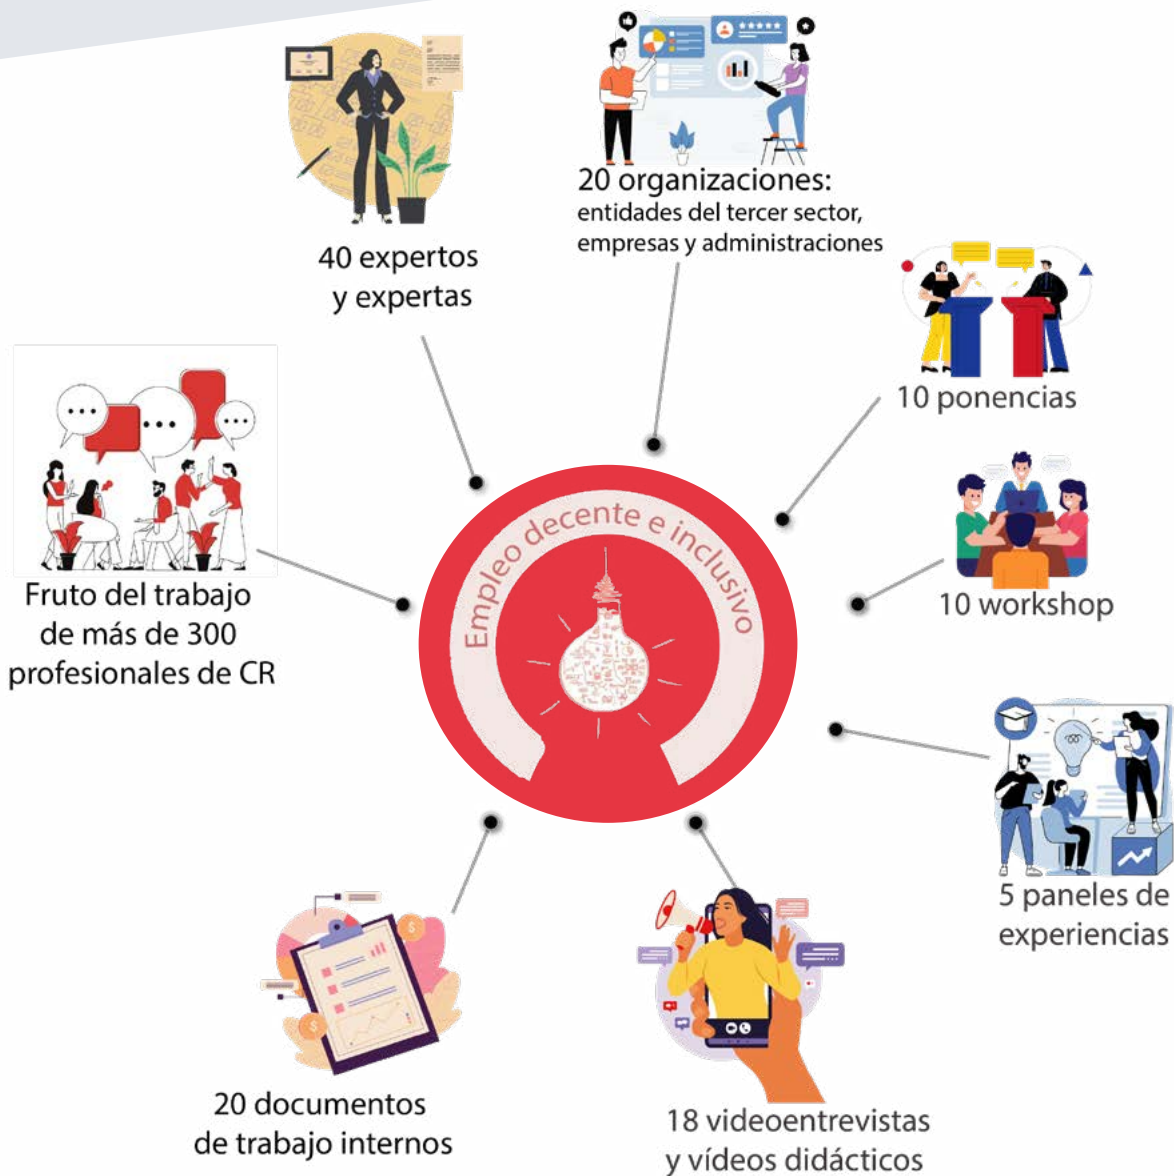 40 expertos
y expertas
20 organizaciones:
entidades del tercer sector,
empresas y administraciones
10 ponencias
10 workshop
5 paneles de
experiencias
18 videoentrevistas
y vídeos didácticos
20 documentos
de trabajo internos
Fruto del trabajo
de más de 300
profesionales de CR
Empleo decente e inclusivo